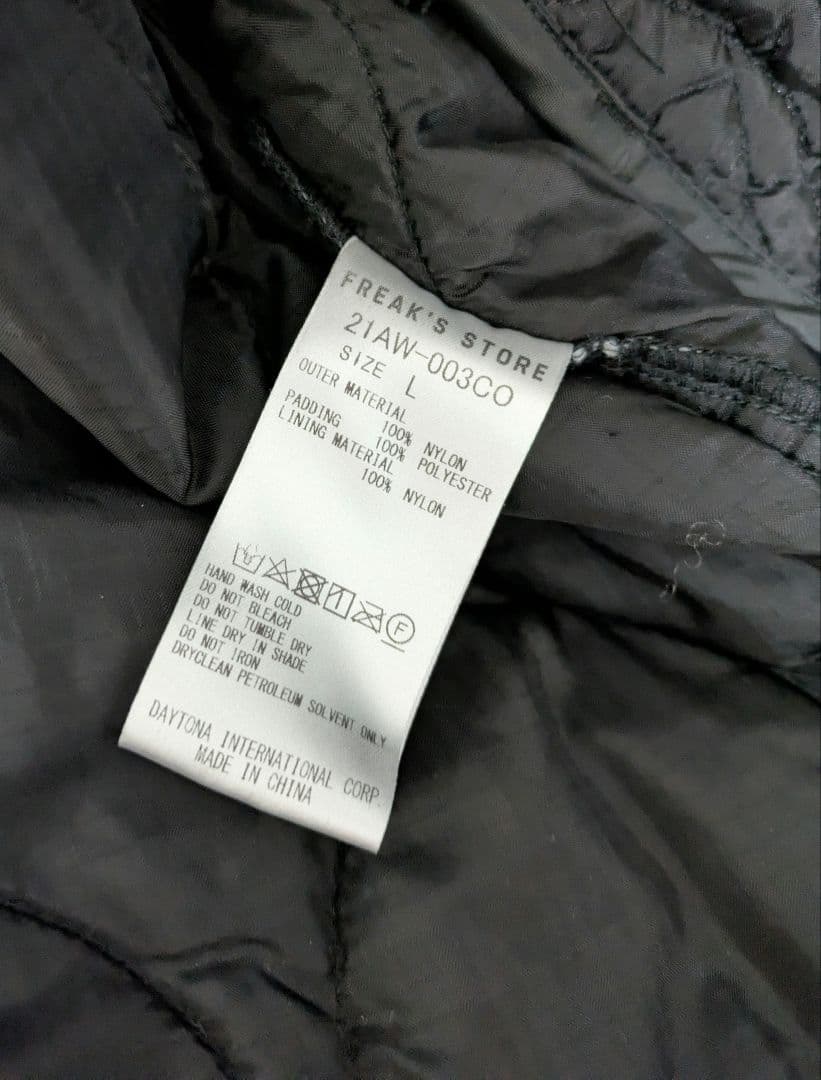 FREAK'S STORE
21AW-003CO
SIZE L
OUTER MATERIAL
100% NYLON
PADDING 100% POLYESTER
LINING MATERIAL
100% NYLON
F
HAND WASH COLD
DO NOT BLEACH
DO NOT TUMBLE DRY
LINE DRY IN SHADE
DO NOT IRON
DRYCLEAN PETROLEUM SOLVENT ONLY
DAYTONA INTERNATIONAL CORP.
MADE IN CHINA